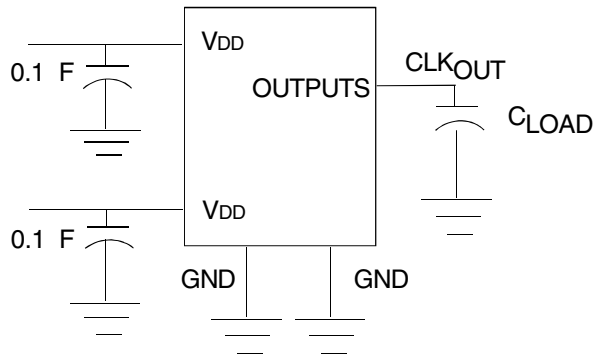 VDD
0.1 F
CLKOUT
OUTPUTS
CLOAD
VDD
0.1 F
GND
GND